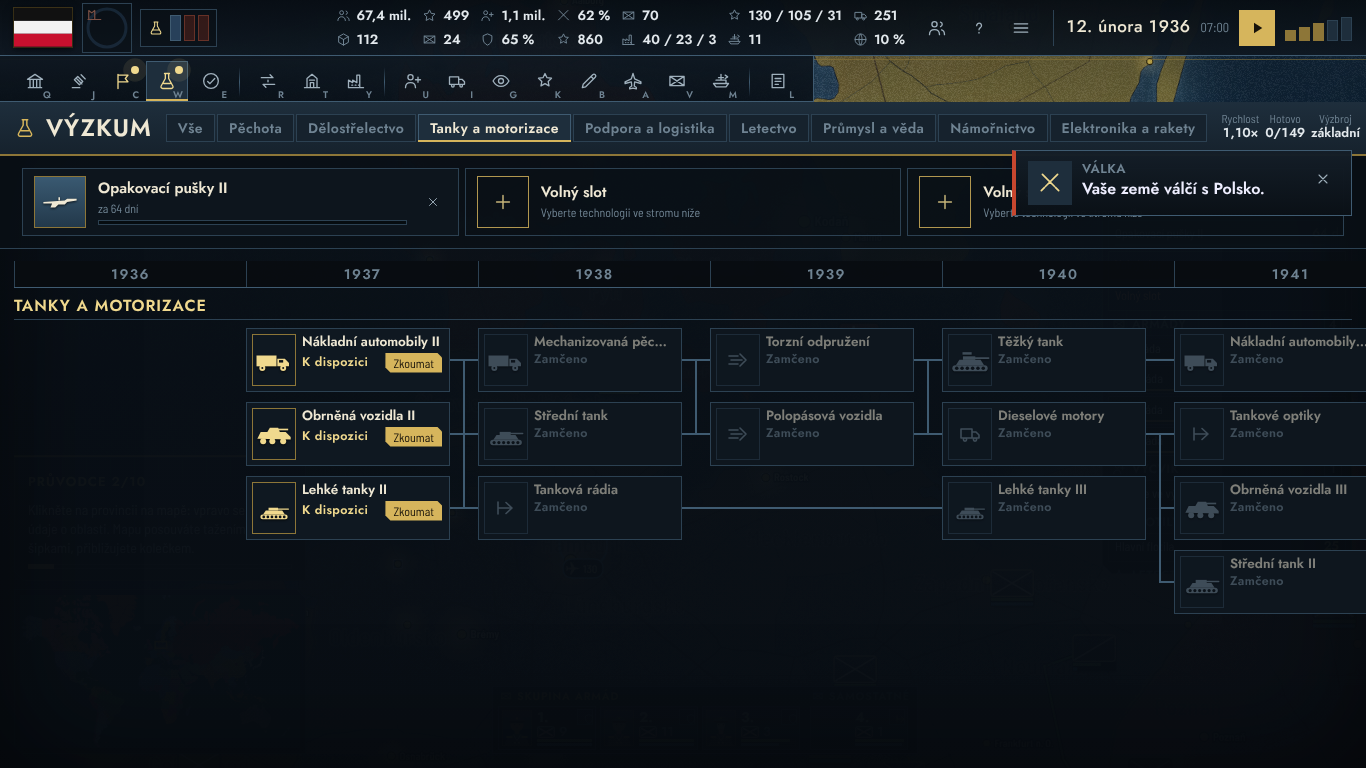 67,4 mil. 499 1,1 mil. 62 % 70 130 / 105 / 31 251
112 24 65 % 860 40 / 23 / 3 11 10 %
? 12. února 1936 07:00
Q J C W E R T Y U I G K B A V M L
VÝZKUM Vše Pěchota Dělostřelectvo Tanky a motorizace Podpora a logistika Letectvo Průmysl a věda Námořnictvo Elektronika a rakety
Rychlost Hotovo Výzbroj
1,10× 0/149 základní
VÁLKA
Vaše země válčí s Polsko.
Opakovací pušky II
za 64 dní
Volný slot
Vyberte technologii ve stromu níže
Voln
Vyberte technologii ve stromu níže
1936 1937 1938 1939 1940 1941
TANKY A MOTORIZACE
Nákladní automobily II
K dispozici Zkoumat
Mechanizovaná pěc...
Zamčeno
Torzní odpružení
Zamčeno
Těžký tank
Zamčeno
Nákladní automobily...
Zamčeno
Obrněná vozidla II
K dispozici Zkoumat
Střední tank
Zamčeno
Polopásová vozidla
Zamčeno
Dieselové motory
Zamčeno
Tankové optiky
Zamčeno
Lehké tanky II
K dispozici Zkoumat
Tanková rádia
Zamčeno
Lehké tanky III
Zamčeno
Obrněná vozidla III
Zamčeno
Střední tank II
Zamčeno